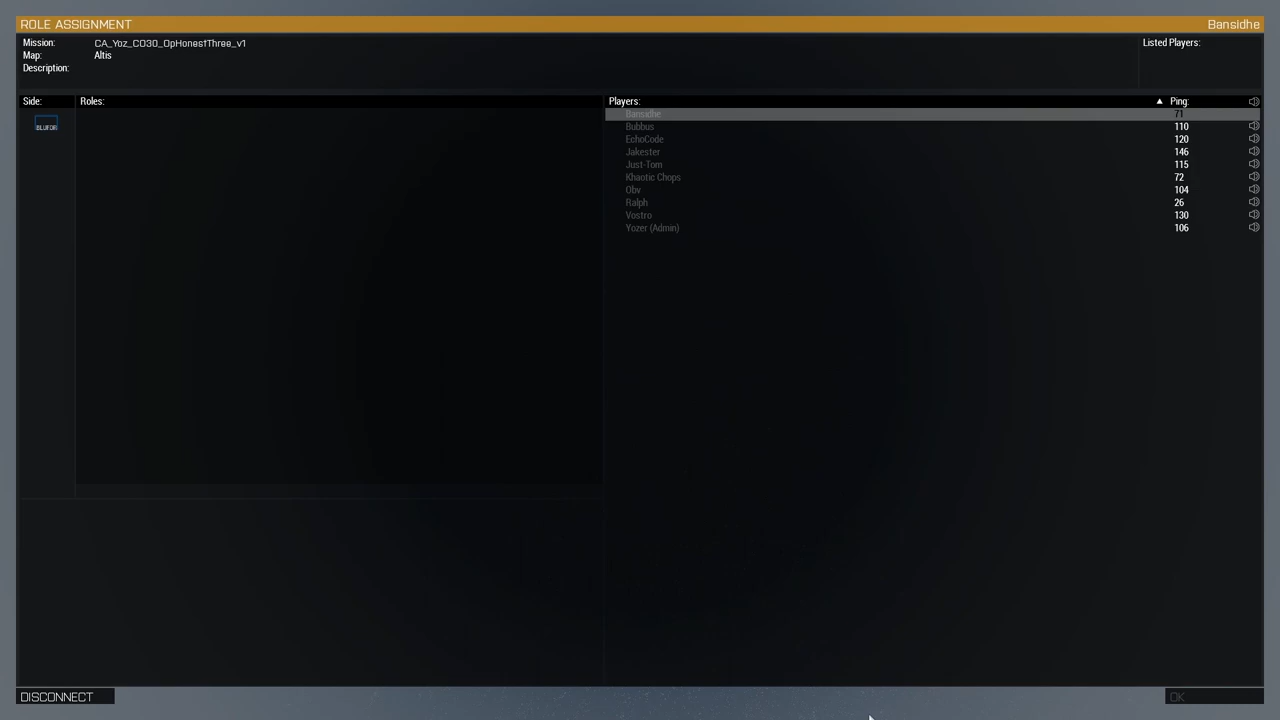 ROLE ASSIGNMENT Bansidhe
Mission: CA_Yoz_CO30_OpHonestThree_v1 Listed Players:
Map: Altis
Description:
Side: Roles: Players: Ping:
BLUFOR
Bansidhe 71
Bubbus 110
EchoCode 120
Jakester 146
Just-Tom 115
Khaotic Chops 72
Obv 104
Ralph 26
Vostro 130
Yozer (Admin) 106
DISCONNECT OK